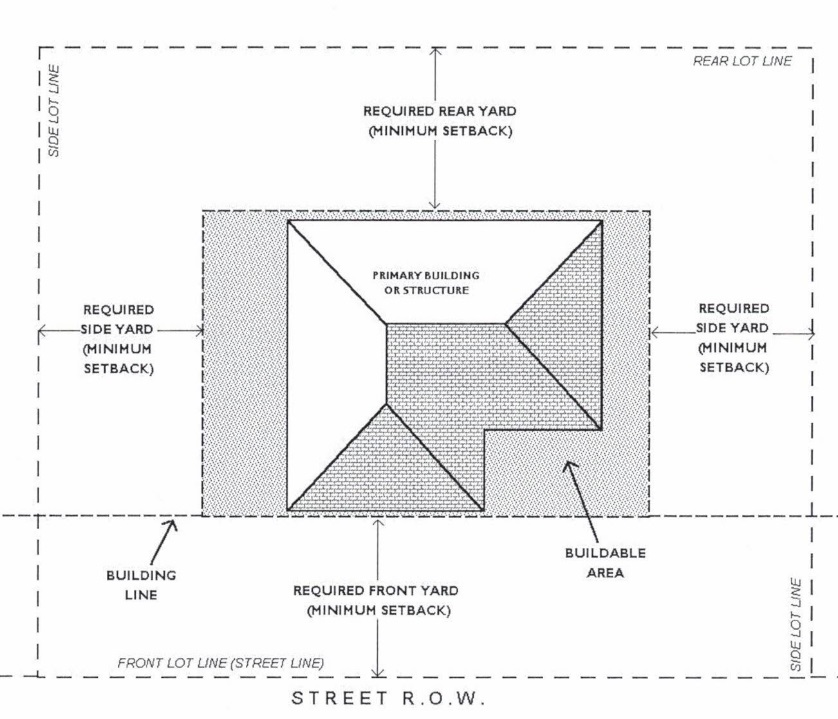 REAR LOT LINE
SIDE LOT LINE
REQUIRED REAR YARD
(MINIMUM SETBACK)
PRIMARY BUILDING
OR STRUCTURE
REQUIRED
SIDE YARD
(MINIMUM
SETBACK)
REQUIRED
SIDE YARD
(MINIMUM
SETBACK)
BUILDABLE
AREA
BUILDING
LINE
REQUIRED FRONT YARD
(MINIMUM SETBACK)
SIDE LOT LINE
FRONT LOT LINE (STREET LINE)
STREET R.O.W.